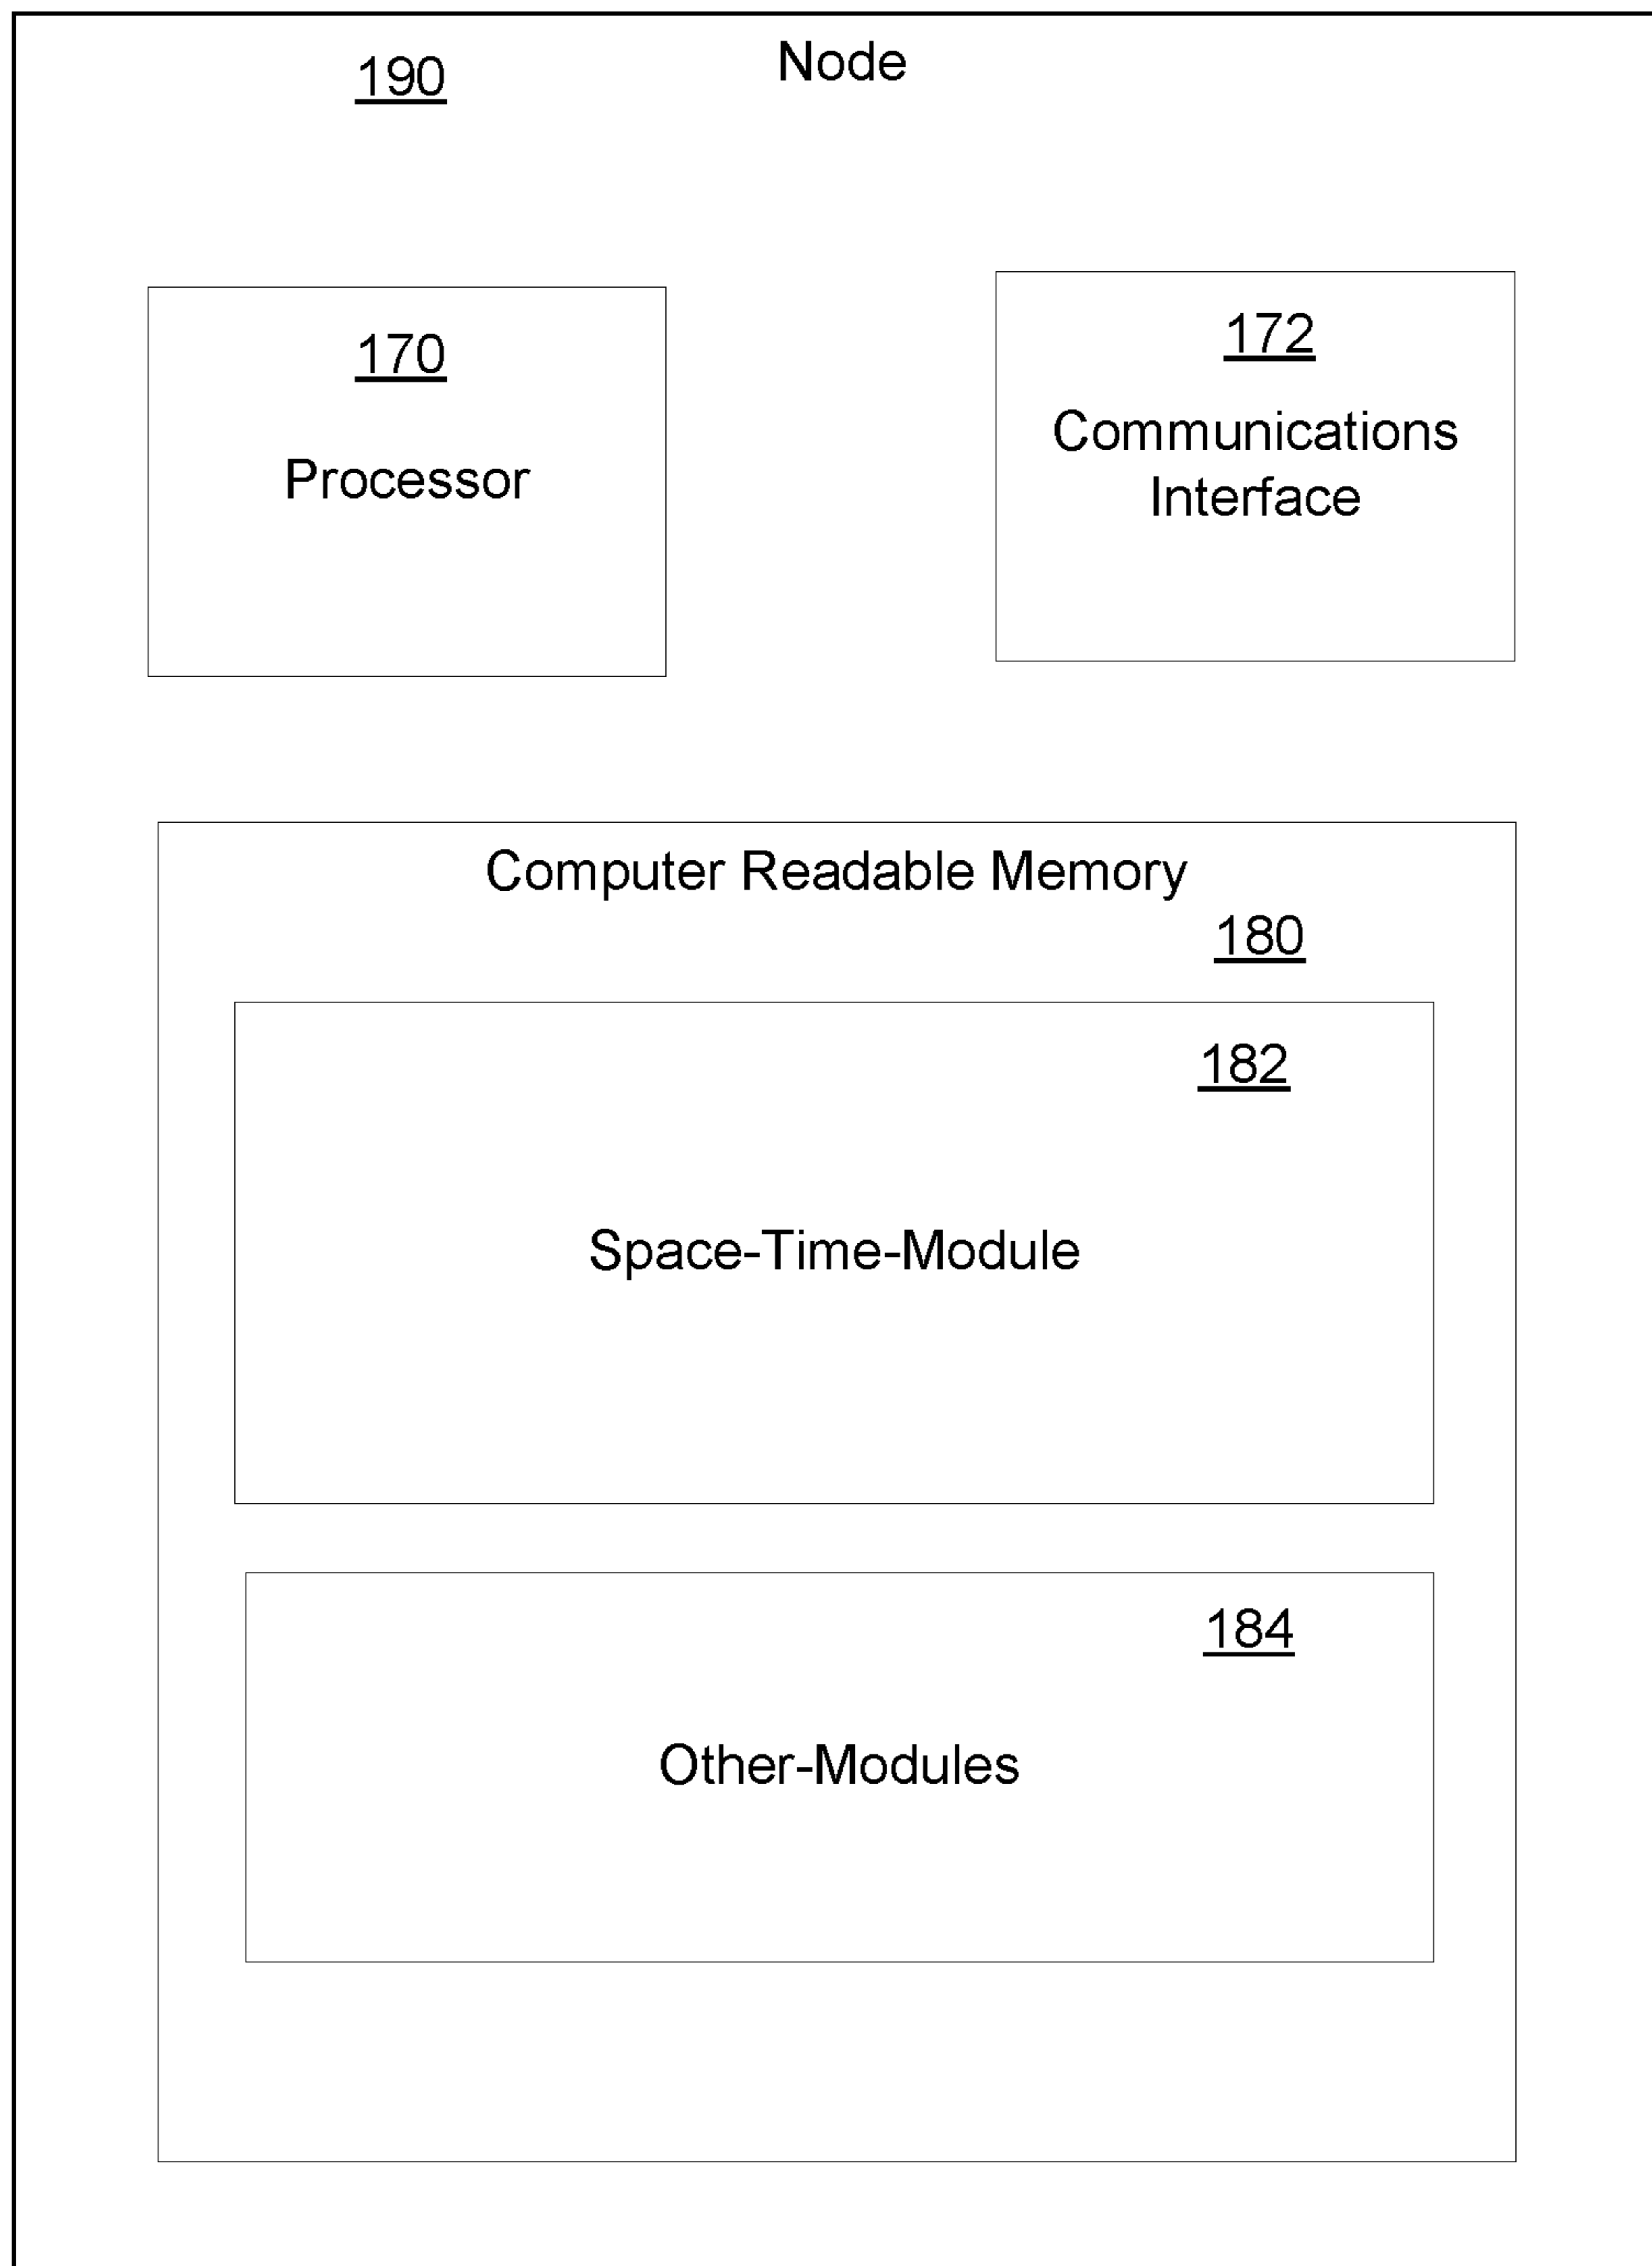 Node
190
170
Processor
172
Communications
Interface
Computer Readable Memory
180
182
Space-Time-Module
184
Other-Modules